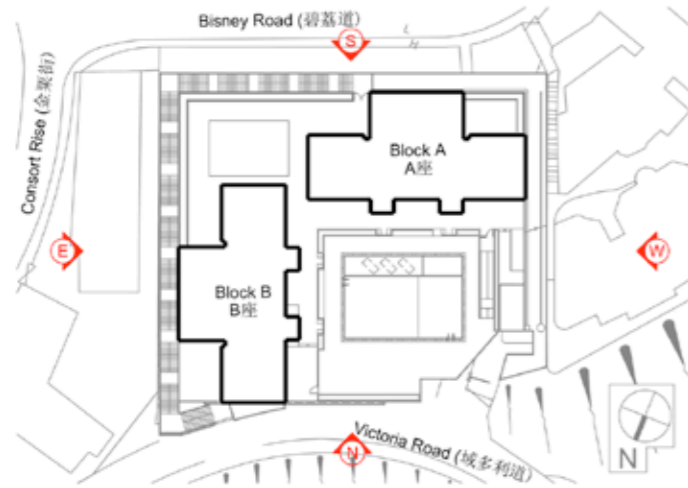 Bisney Road (碧荔道)
L
H
S
Consort Rise (金粟街)
Block A
A座
E
W
Block B
B座
Victoria Road (域多利道)
N
N